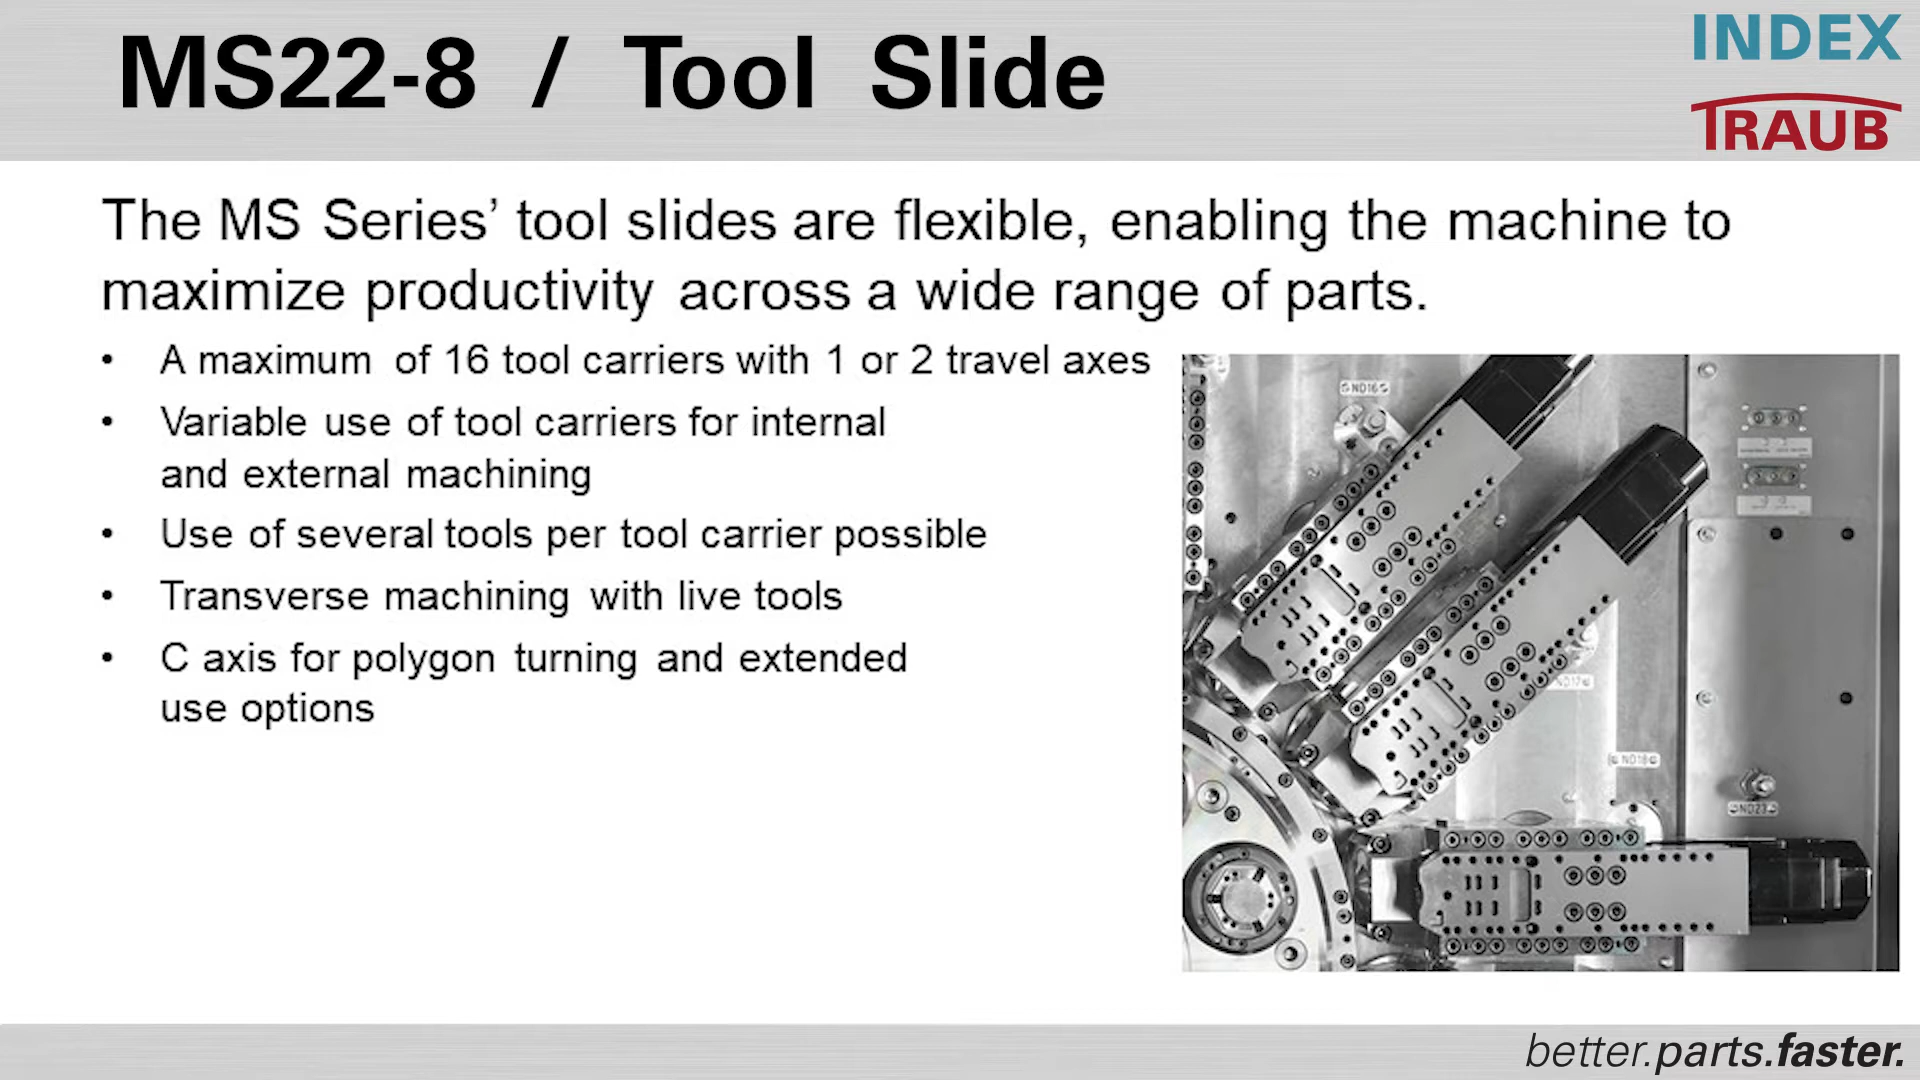 MS22-8 / Tool Slide
INDEX
TRAUB
The MS Series’ tool slides are flexible, enabling the machine to
maximize productivity across a wide range of parts.
• A maximum of 16 tool carriers with 1 or 2 travel axes
• Variable use of tool carriers for internal
and external machining
• Use of several tools per tool carrier possible
• Transverse machining with live tools
• C axis for polygon turning and extended
use options
ND16
ND17
ND18
better.parts.faster.